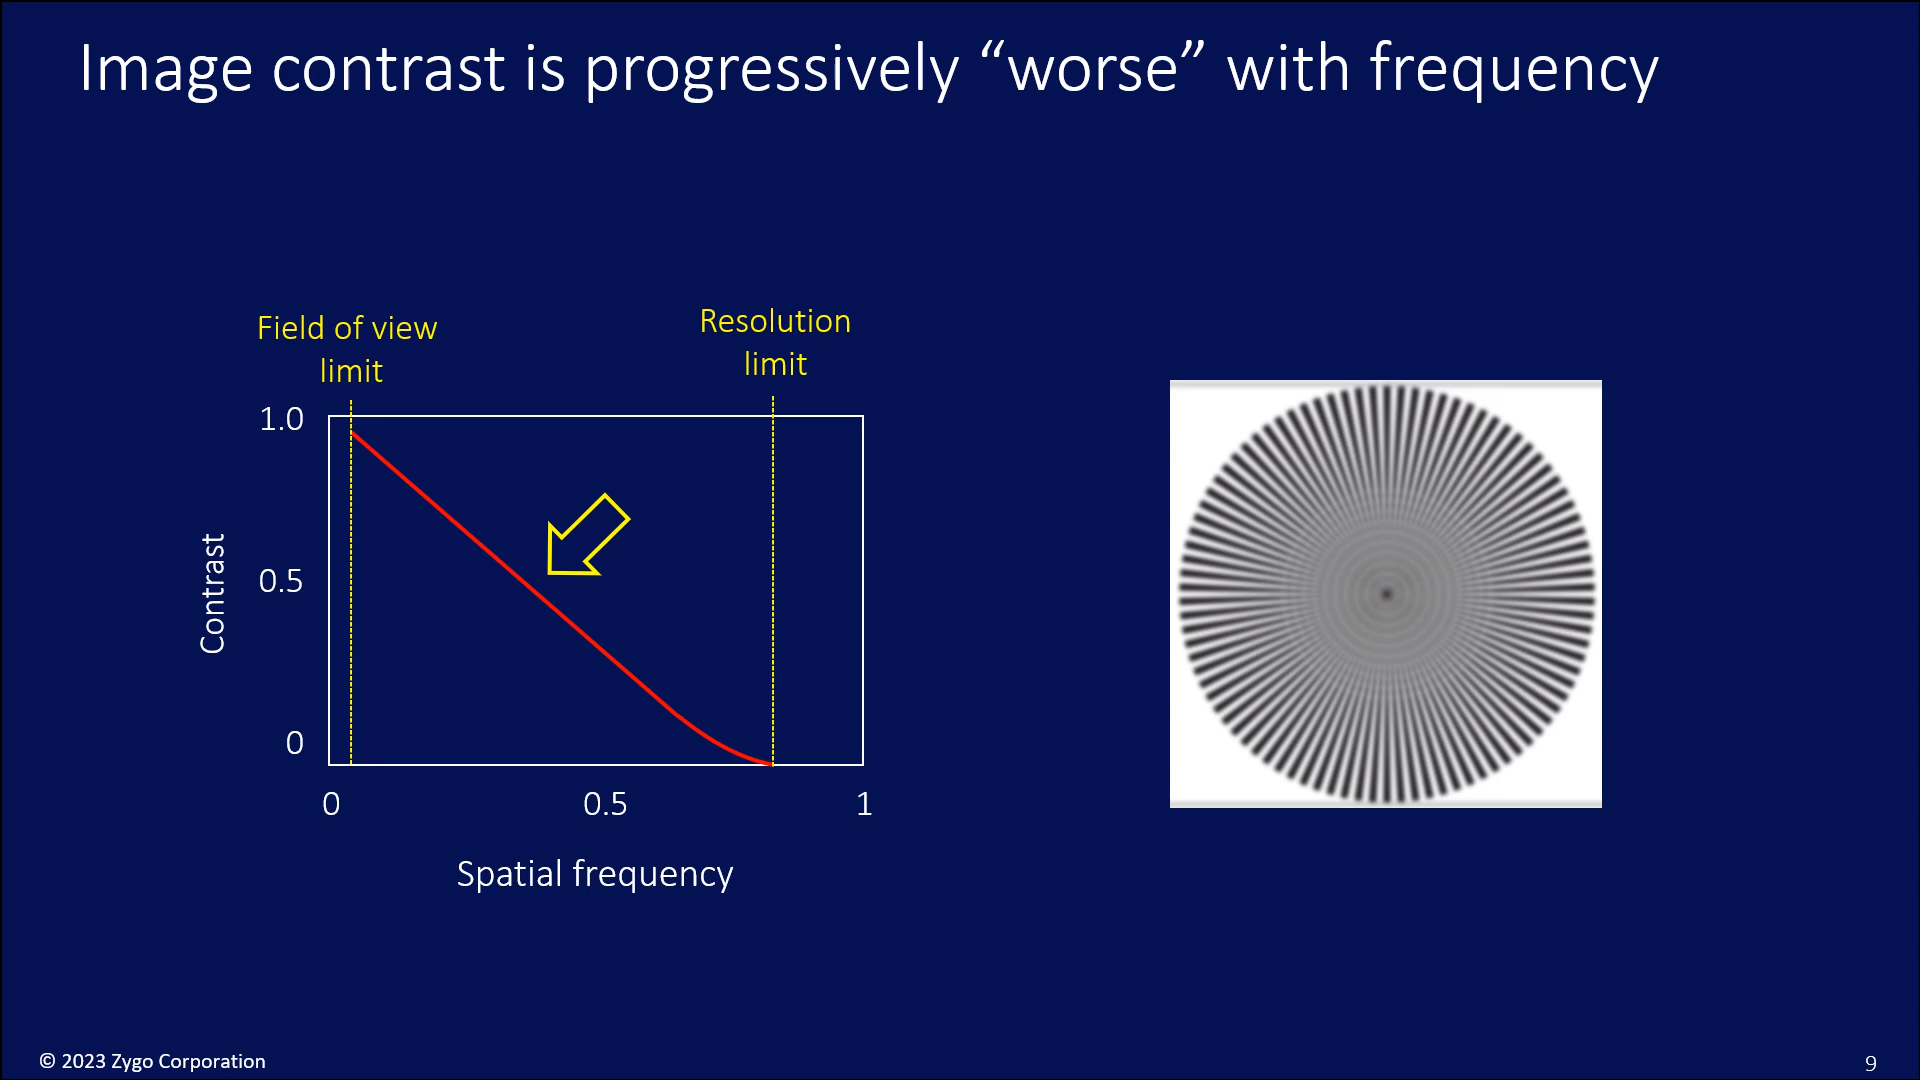 Image contrast is progressively “worse” with frequency
Field of view
limit
Resolution
limit
1.0
0.5
0
Contrast
0
0.5
1
Spatial frequency
© 2023 Zygo Corporation
9